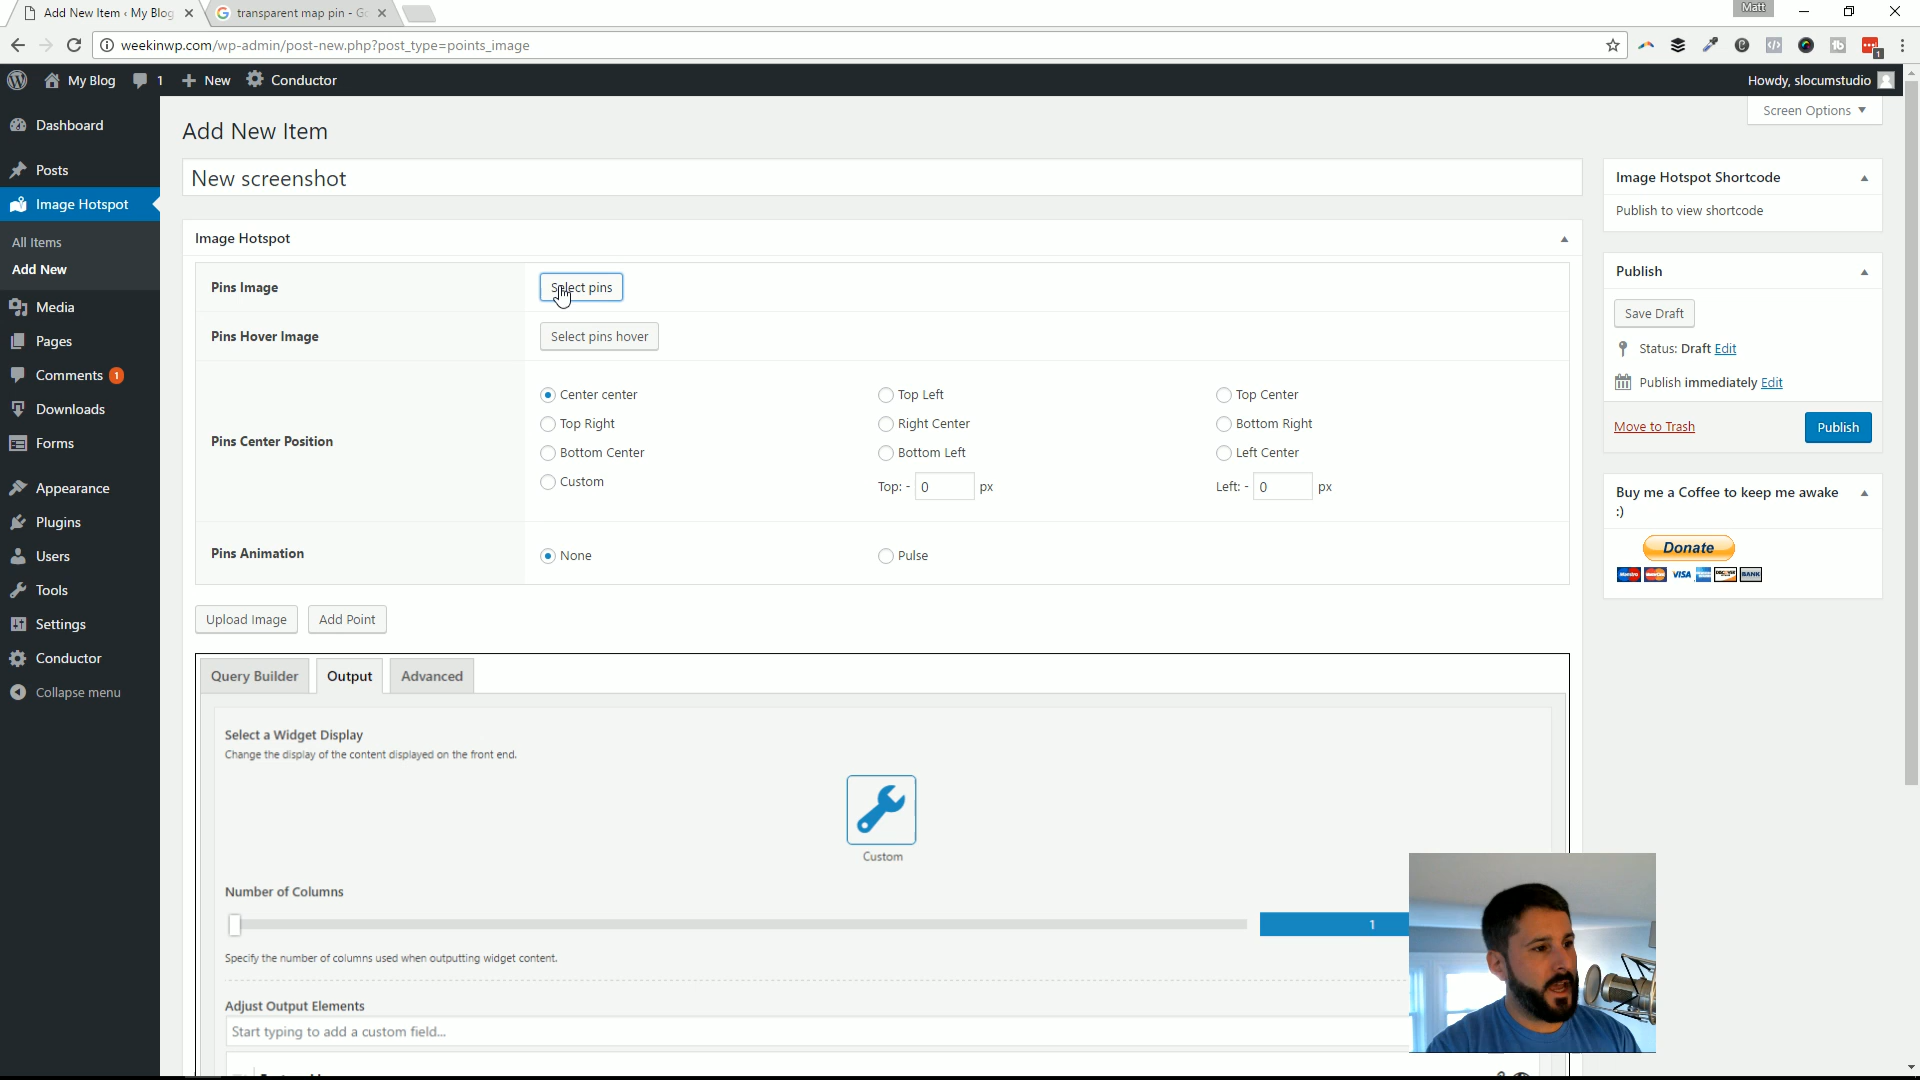 Add New Item ‹ My Blog
transparent map pin - Go
Matt
weekinwp.com/wp-admin/post-new.php?post_type=points_image
1
My Blog
1
New
Conductor
Howdy, slocumstudio
Screen Options
Dashboard
Posts
Image Hotspot
All Items
Add New
Media
Pages
Comments 1
Downloads
Forms
Appearance
Plugins
Users
Tools
Settings
Conductor
Collapse menu
Add New Item
New screenshot
Image Hotspot
Pins Image
Select pins
Pins Hover Image
Select pins hover
Pins Center Position
Center center
Top Left
Top Center
Top Right
Right Center
Bottom Right
Bottom Center
Bottom Left
Left Center
Custom
Top: - 0 px
Left: - 0 px
Pins Animation
None
Pulse
Upload Image
Add Point
Query Builder
Output
Advanced
Select a Widget Display
Change the display of the content displayed on the front end.
Custom
Number of Columns
1
Specify the number of columns used when outputting widget content.
Adjust Output Elements
Start typing to add a custom field...
Image Hotspot Shortcode
Publish to view shortcode
Publish
Save Draft
Status: Draft Edit
Publish immediately Edit
Move to Trash
Publish
Buy me a Coffee to keep me awake
:)
Donate
VISA
BANK